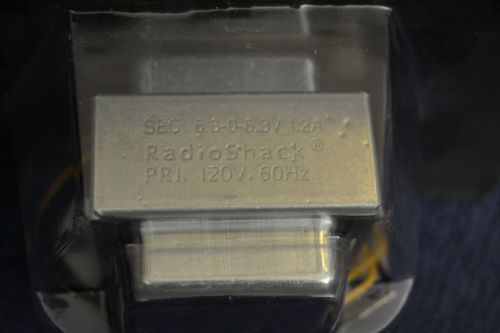 SEC. 6.3-0-6.3V 1.2A
RadioShack®
PRI. 120V. 60Hz